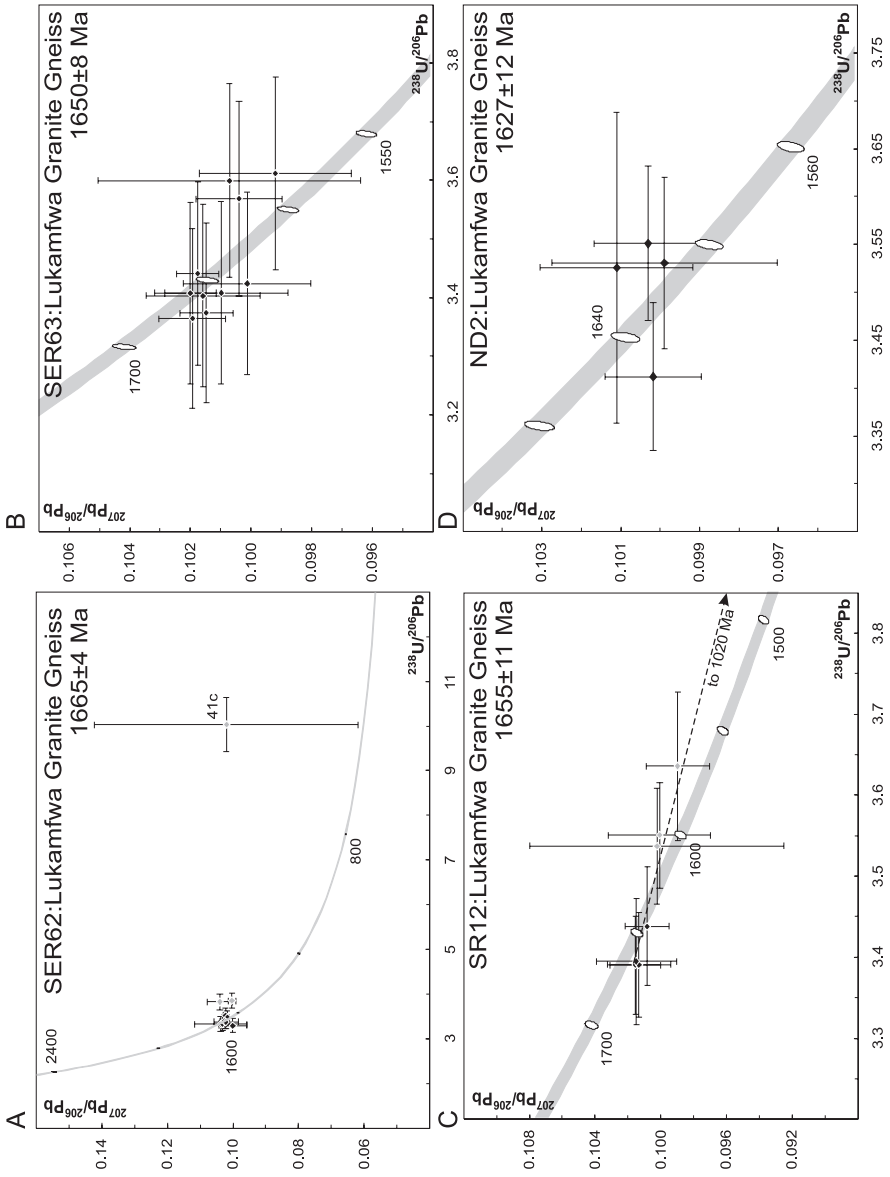 A
SER62:Lukamfwa Granite Gneiss
1665±4 Ma
²⁰⁷Pb/²⁰⁶Pb
0.14
0.12
0.10
0.08
0.06
2400
1600
800
41c
3
5
7
9
11
²³⁸U/²⁰⁶Pb
B
SER63:Lukamfwa Granite Gneiss
1650±8 Ma
²⁰⁷Pb/²⁰⁶Pb
0.106
0.104
0.102
0.100
0.098
0.096
1700
1550
3.2
3.4
3.6
3.8
²³⁸U/²⁰⁶Pb
C
SR12:Lukamfwa Granite Gneiss
1655±11 Ma
²⁰⁷Pb/²⁰⁶Pb
0.108
0.104
0.100
0.096
0.092
1700
1600
1500
to 1020 Ma
3.3
3.4
3.5
3.6
3.7
3.8
²³⁸U/²⁰⁶Pb
D
ND2:Lukamfwa Granite Gneiss
1627±12 Ma
²⁰⁷Pb/²⁰⁶Pb
0.103
0.101
0.099
0.097
1640
1560
3.35
3.45
3.55
3.65
3.75
²³⁸U/²⁰⁶Pb